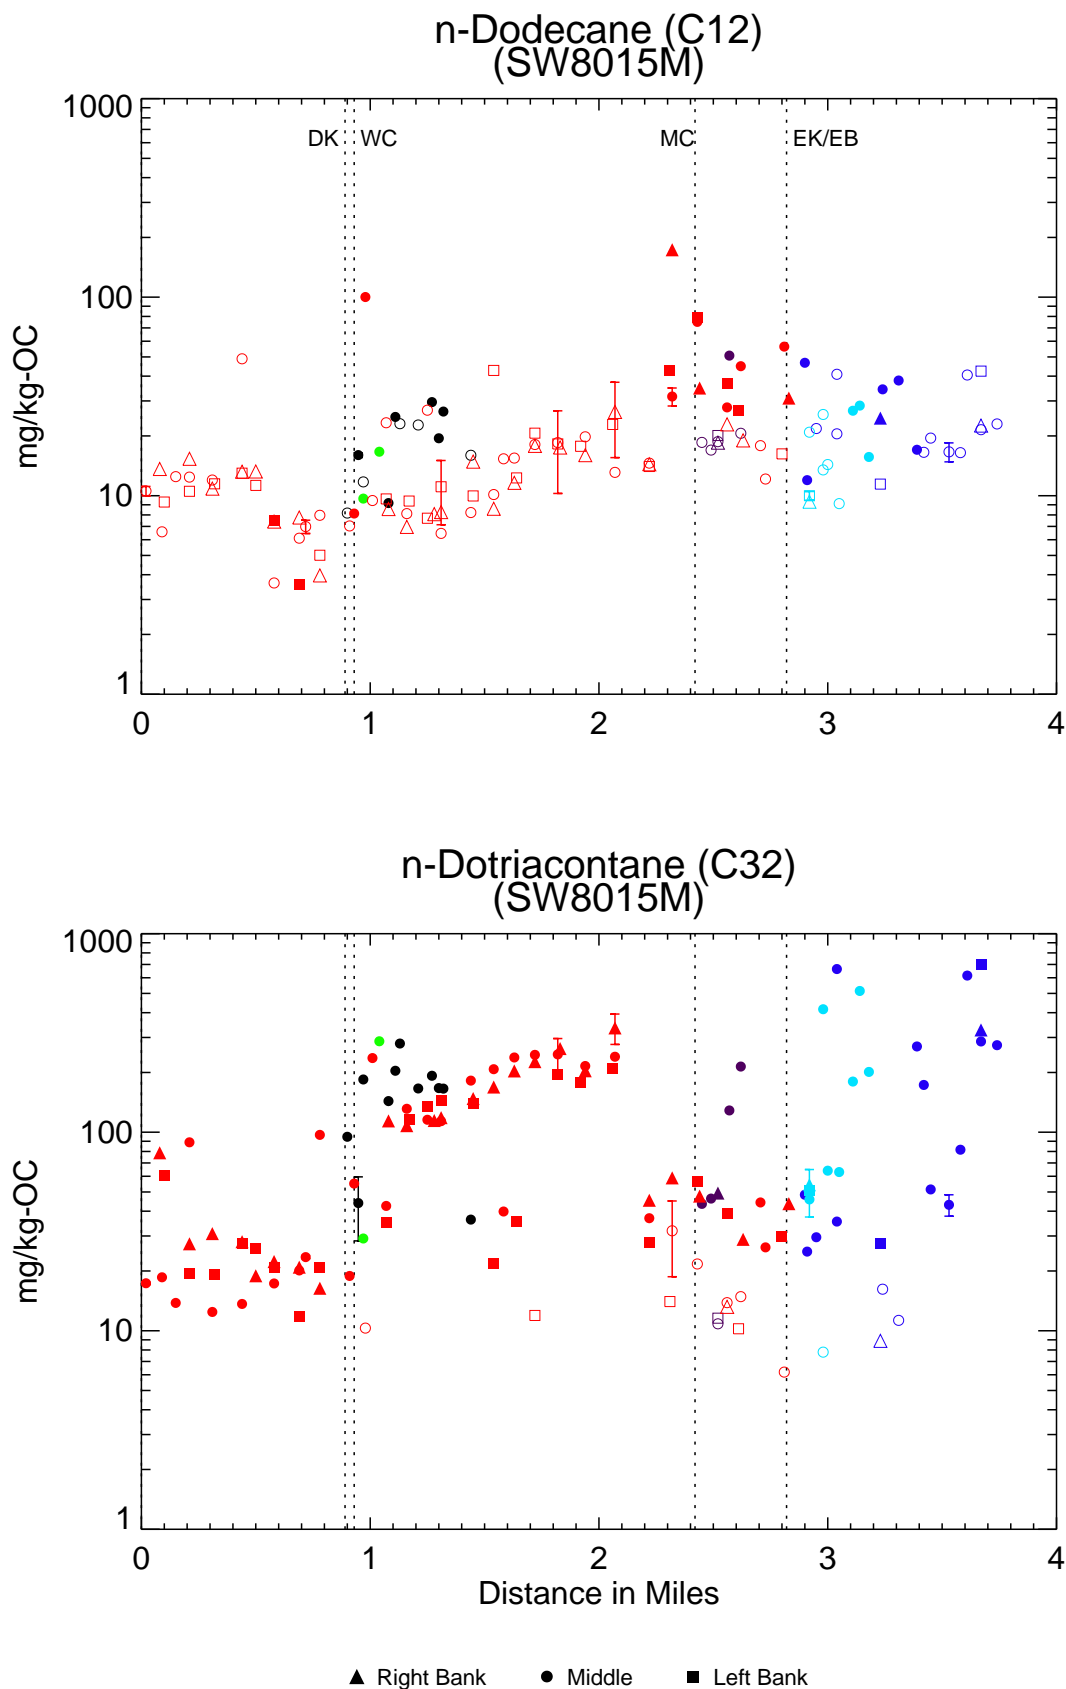 n-Dodecane (C12)
(SW8015M)
1000
100
10
1
mg/kg-OC
DK
WC
MC
EK/EB
0 1 2 3 4
n-Dotriacontane (C32)
(SW8015M)
1000
100
10
1
mg/kg-OC
0 1 2 3 4
Distance in Miles
Right Bank Middle Left Bank